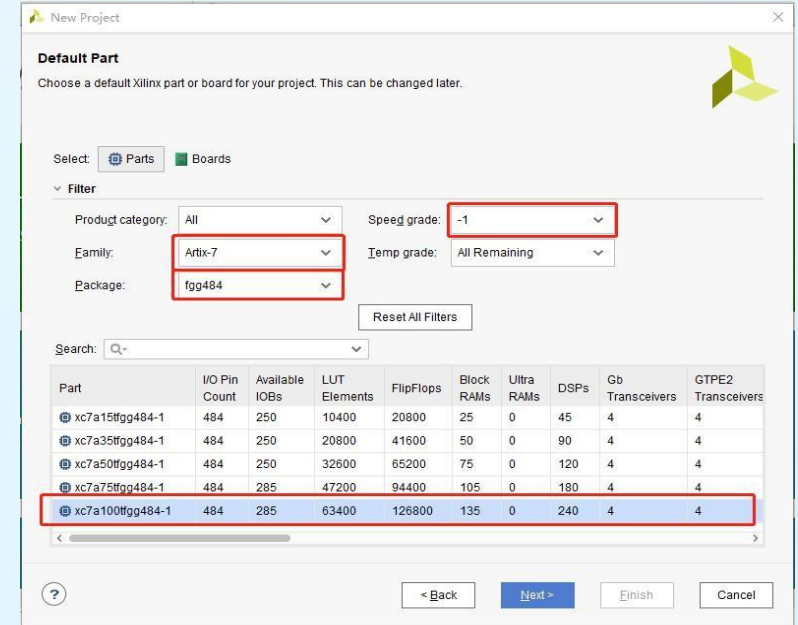 New Project
Default Part
Choose a default Xilinx part or board for your project. This can be changed later.
Select: Parts Boards
Filter
Product category: All Speed grade: -1
Family: Artix-7 Temp grade: All Remaining
Package: fgg484
Reset All Filters
Search: Q-
Part I/O Pin Count Available IOBs LUT Elements FlipFlops Block RAMs Ultra RAMs DSPs Gb Transceivers GTPE2 Transceivers
xc7a15tfgg484-1 484 250 10400 20800 25 0 45 4 4
xc7a35tfgg484-1 484 250 20800 41600 50 0 90 4 4
xc7a50tfgg484-1 484 250 32600 65200 75 0 120 4 4
xc7a75tfgg484-1 484 285 47200 94400 105 0 180 4 4
xc7a100tfgg484-1 484 285 63400 126800 135 0 240 4 4
? < Back Next > Finish Cancel